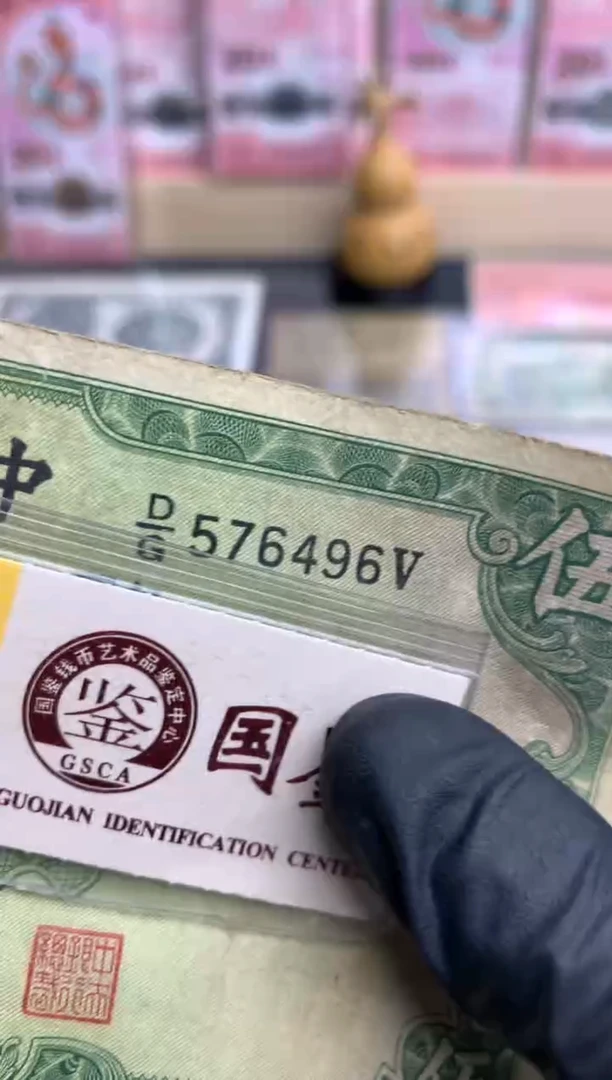 中
D/G 576496V
伍
国鉴钱币艺术品鉴定中心
鉴
GSCA
国
GUOJIAN IDENTIFICATION CENTE